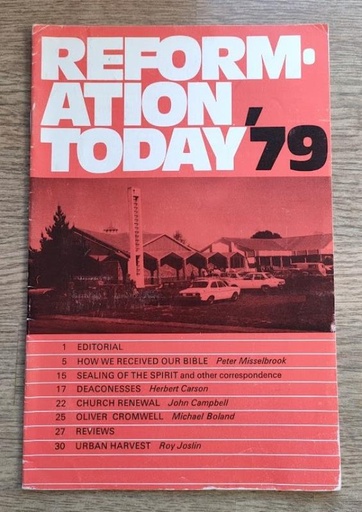 REFORM·
ATION
TODAY '79
1 EDITORIAL
5 HOW WE RECEIVED OUR BIBLE Peter Misselbrook
15 SEALING OF THE SPIRIT and other correspondence
17 DEACONESSES Herbert Carson
22 CHURCH RENEWAL John Campbell
25 OLIVER CROMWELL Michael Boland
27 REVIEWS
30 URBAN HARVEST Roy Joslin